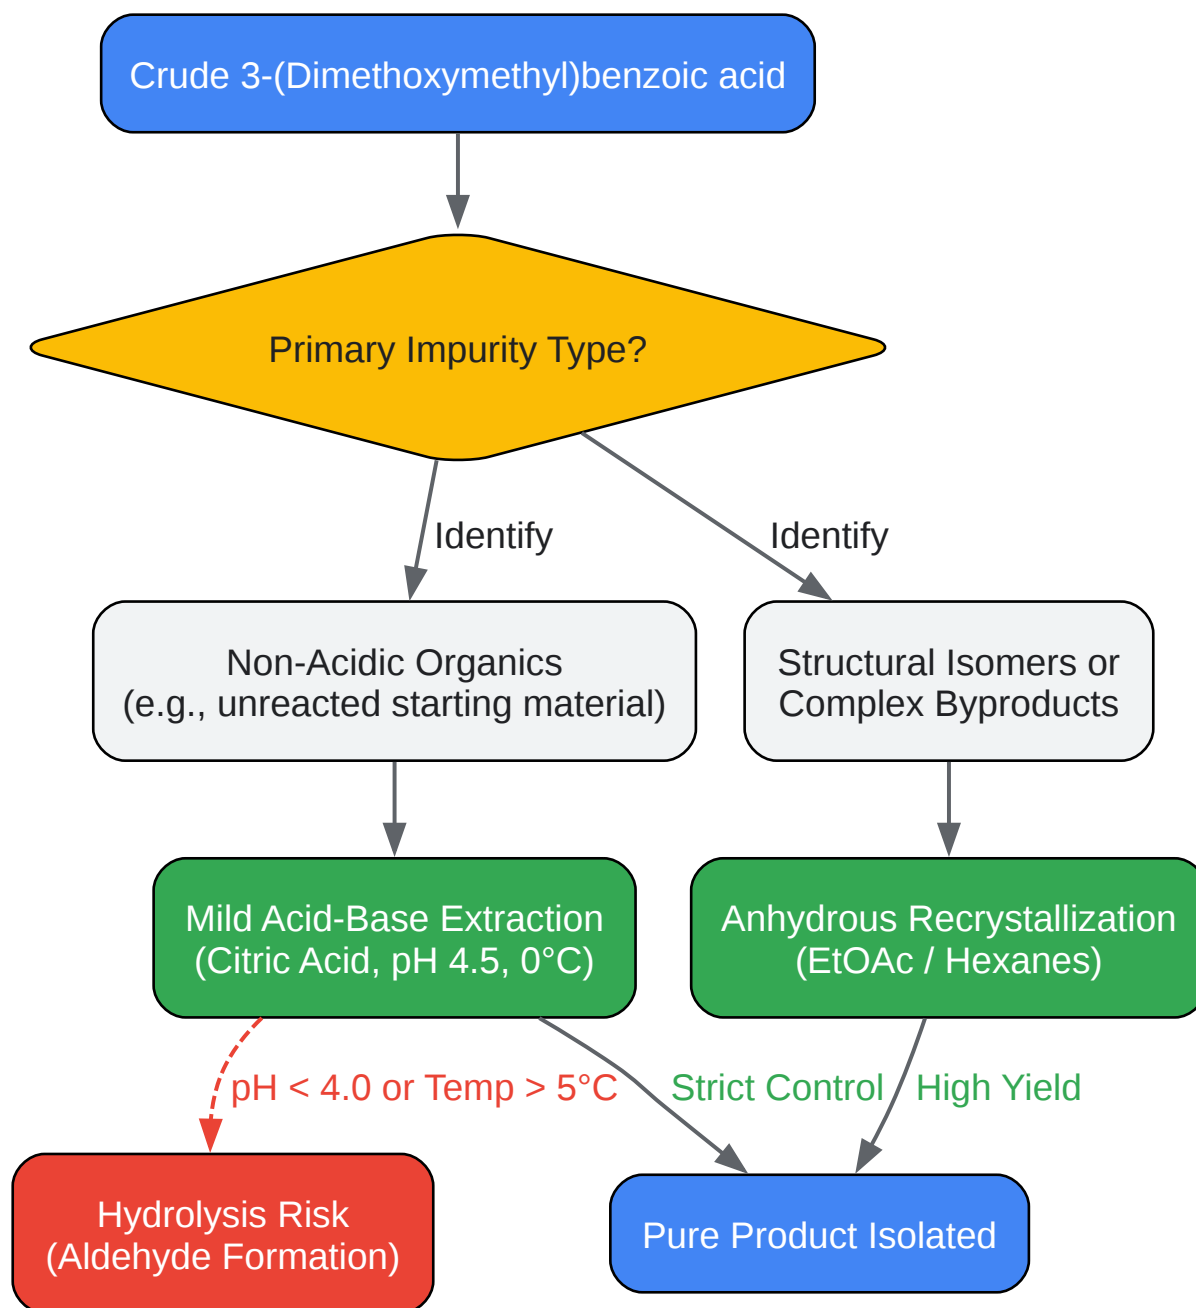 Crude 3-(Dimethoxymethyl)benzoic acid
Primary Impurity Type?
Identify
Identify
Non-Acidic Organics
(e.g., unreacted starting material)
Structural Isomers or
Complex Byproducts
Mild Acid-Base Extraction
(Citric Acid, pH 4.5, 0°C)
Anhydrous Recrystallization
(EtOAc / Hexanes)
pH < 4.0 or Temp > 5°C
Strict Control
High Yield
Hydrolysis Risk
(Aldehyde Formation)
Pure Product Isolated